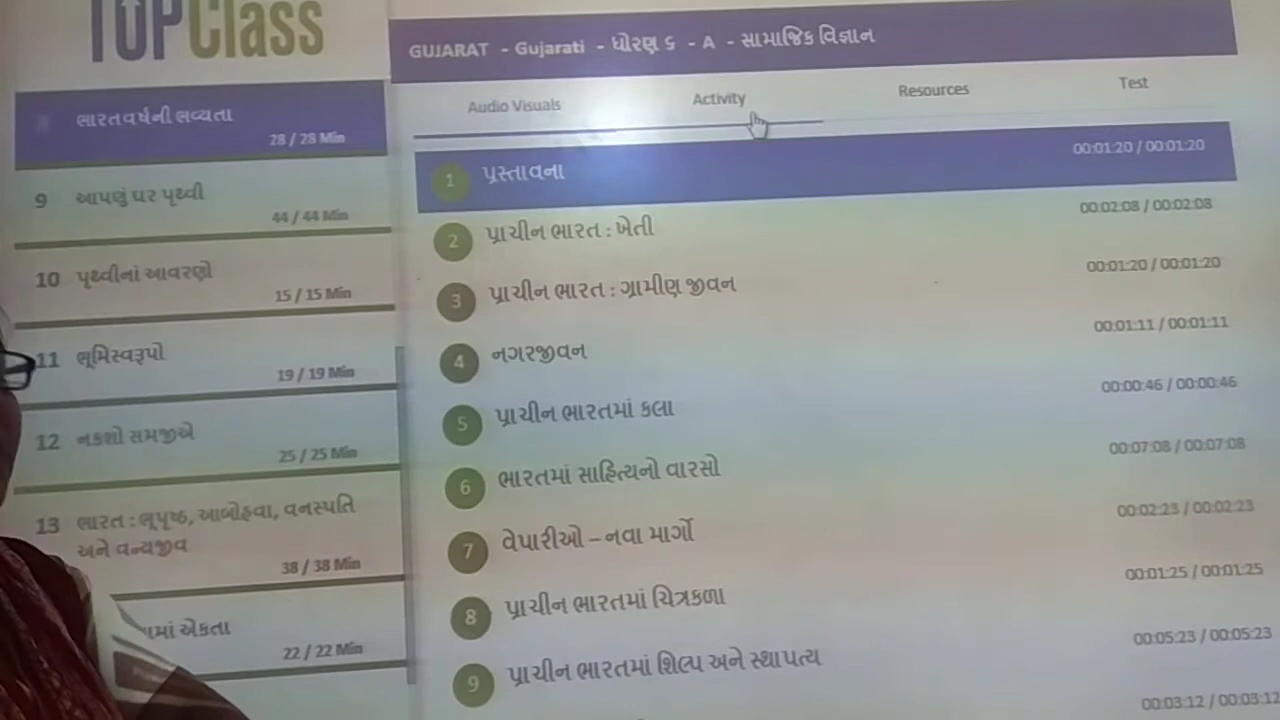 TOPClass
GUJARAT - Gujarati - ધોરણ ૬ - A - સામાજિક વિજ્ઞાન
Audio Visuals
Activity
Resources
Test
ભારતવર્ષની ભવ્યતા
28 / 28 Min
9 આપણું ઘર પૃથ્વી
44 / 44 Min
10 પૃથ્વીનાં આવરણો
15 / 15 Min
11 ભૂમિસ્વરૂપો
19 / 19 Min
12 નકશો સમજીએ
25 / 25 Min
13 ભારત : ભૂપૃષ્ઠ, આબોહવા, વનસ્પતિ
અને વન્યજીવ
38 / 38 Min
એકતા
22 / 22 Min
1 પ્રસ્તાવના 00:01:20 / 00:01:20
2 પ્રાચીન ભારત : ખેતી 00:02:08 / 00:02:08
3 પ્રાચીન ભારત : ગ્રામીણ જીવન 00:01:20 / 00:01:20
4 નગરજીવન 00:01:11 / 00:01:11
5 પ્રાચીન ભારતમાં કલા 00:00:46 / 00:00:46
6 ભારતમાં સાહિત્યનો વારસો 00:07:08 / 00:07:08
7 વેપારીઓ – નવા માર્ગો 00:02:23 / 00:02:23
8 પ્રાચીન ભારતમાં ચિત્રકળા 00:01:25 / 00:01:25
9 પ્રાચીન ભારતમાં શિલ્પ અને સ્થાપત્ય 00:05:23 / 00:05:23
00:03:12 / 00:03:12